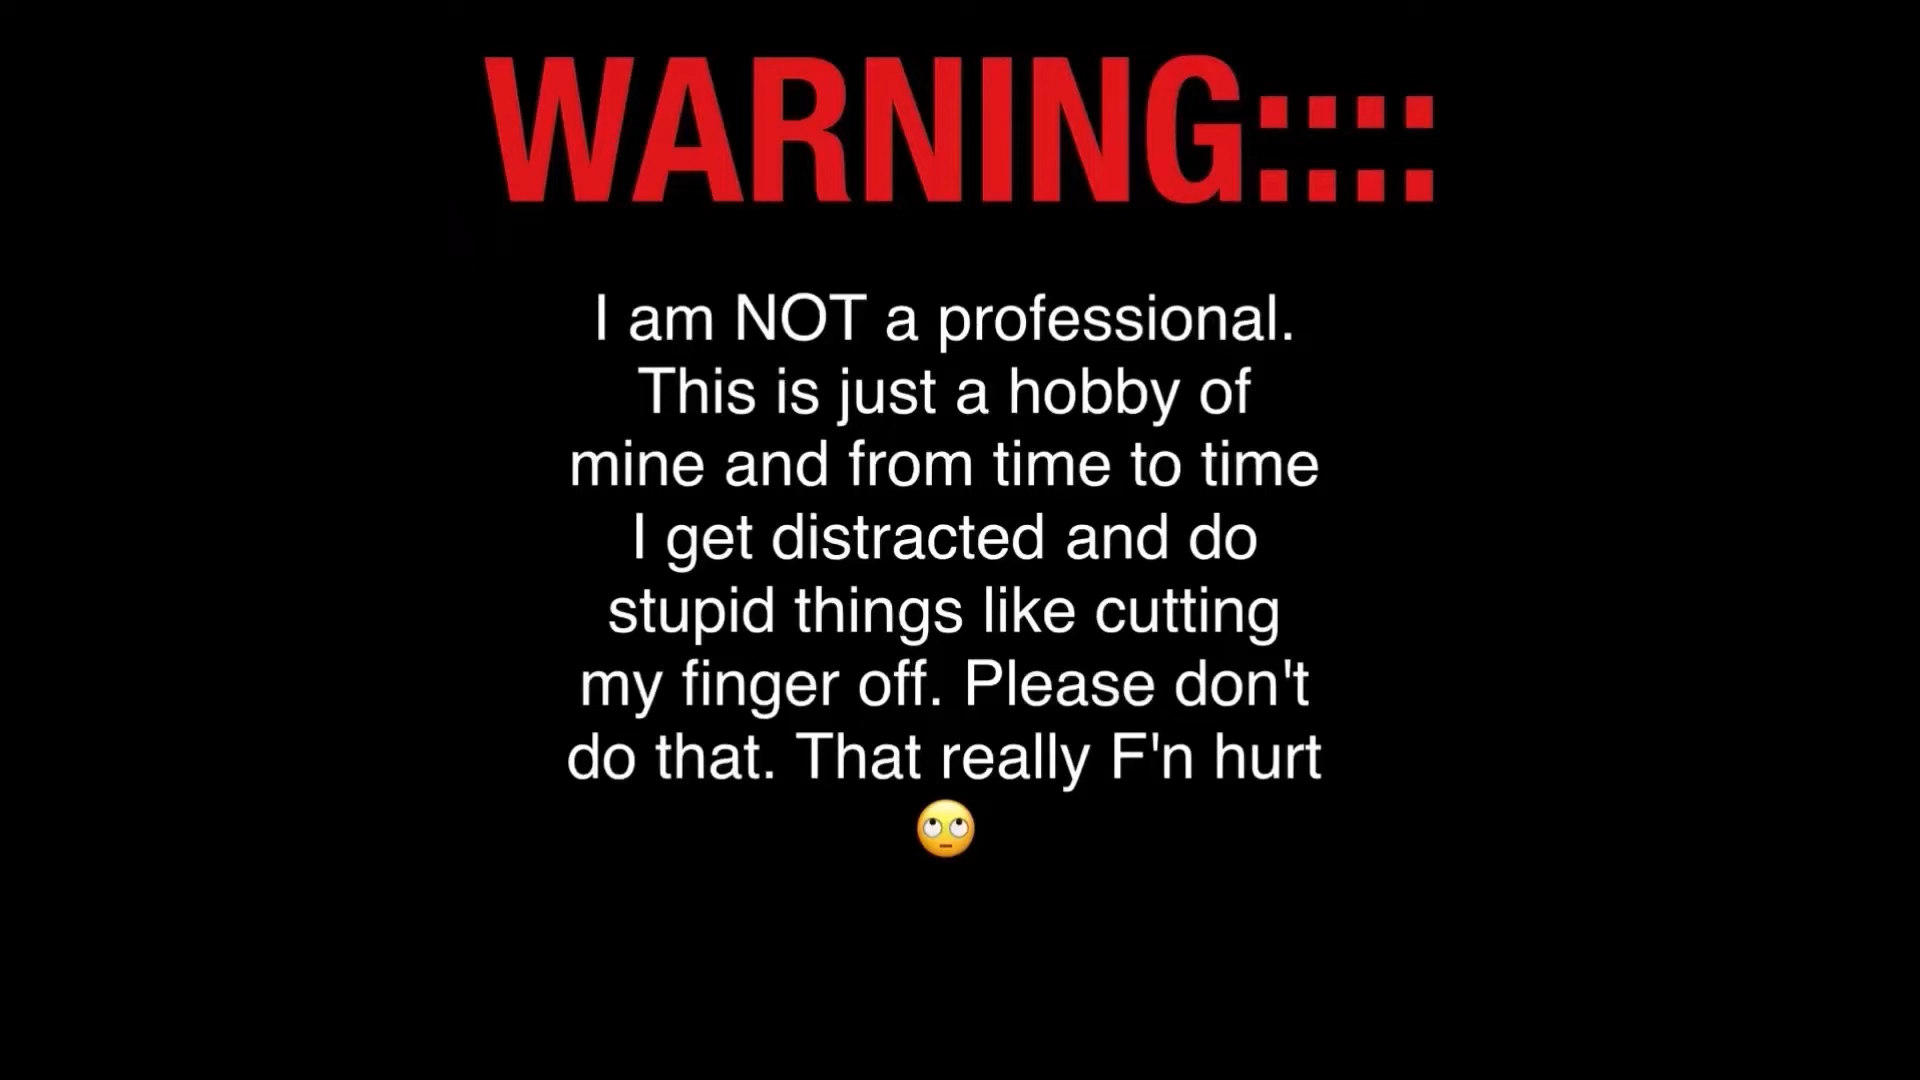 WARNING::::
I am NOT a professional.
This is just a hobby of
mine and from time to time
I get distracted and do
stupid things like cutting
my finger off. Please don't
do that. That really F'n hurt
🙄